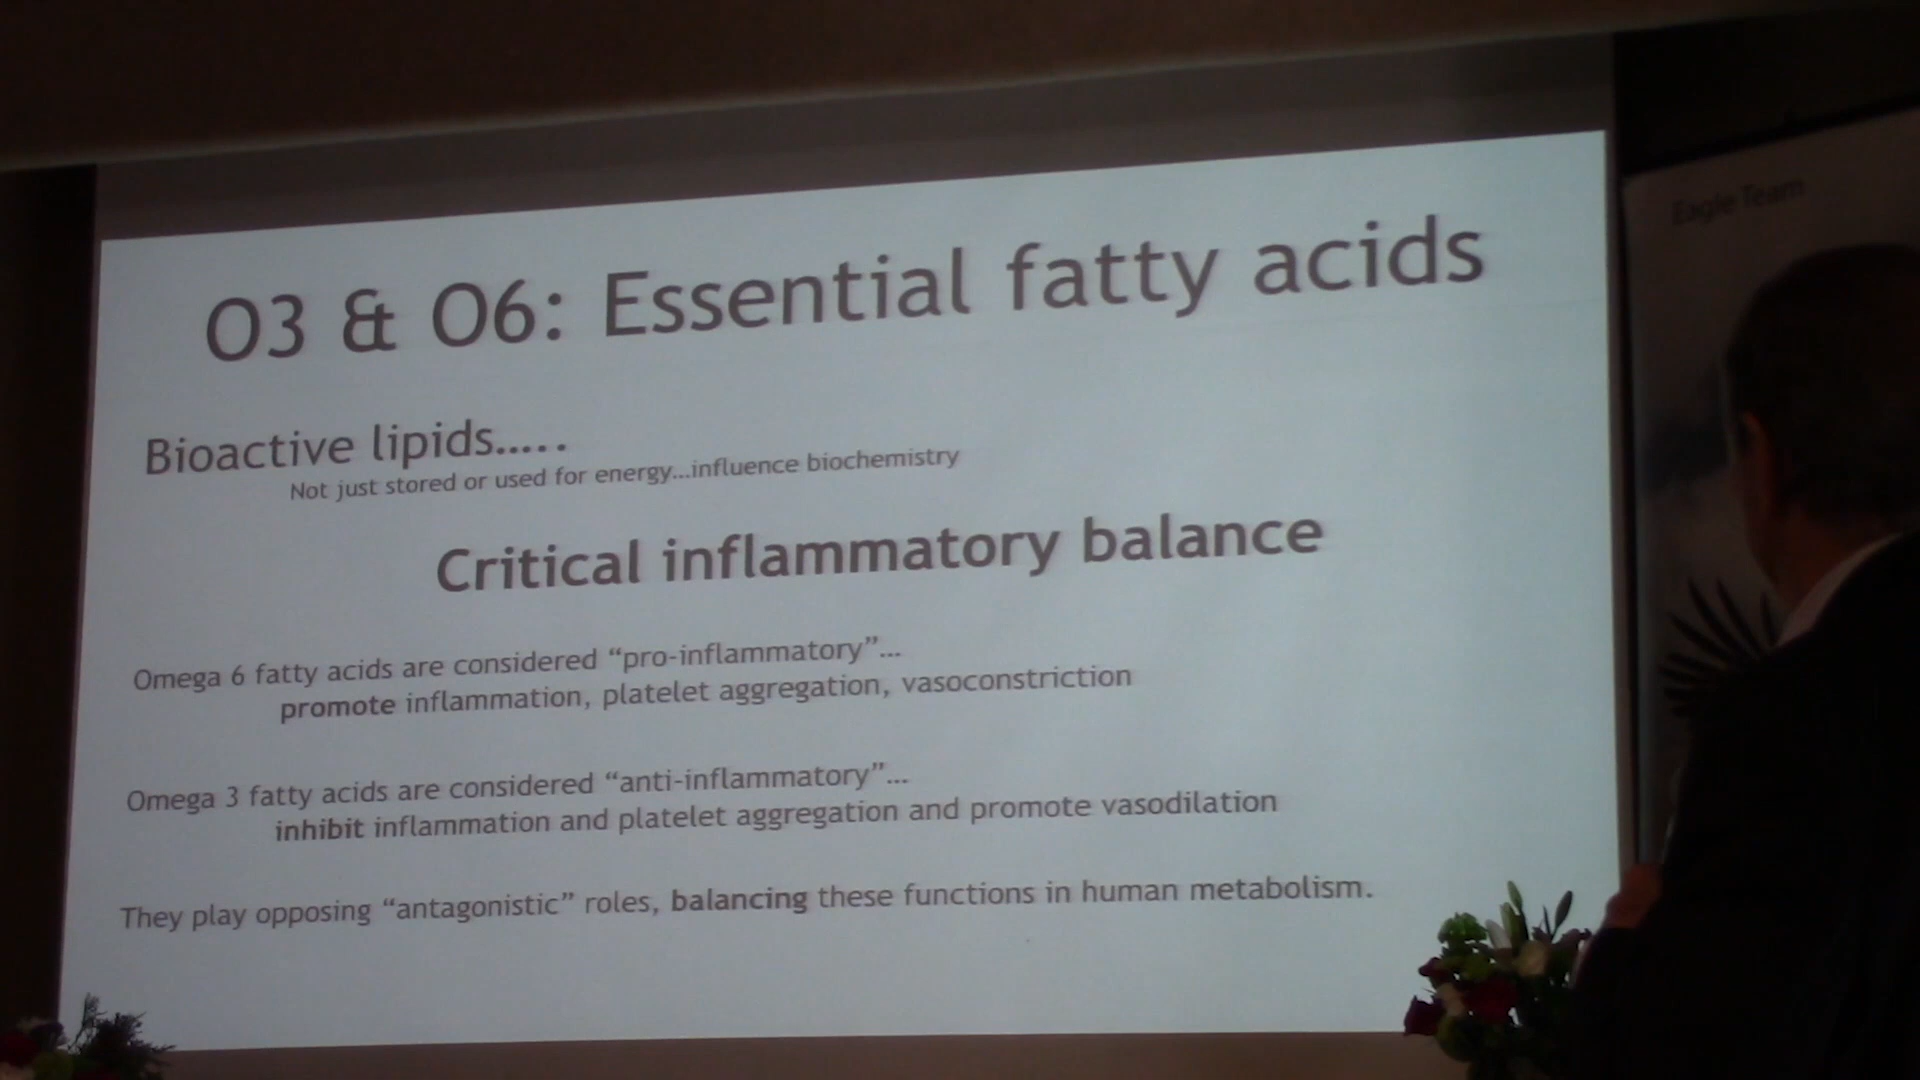 O3 & O6: Essential fatty acids
Bioactive lipids.....
Not just stored or used for energy...influence biochemistry
Critical inflammatory balance
Omega 6 fatty acids are considered “pro-inflammatory”...
promote inflammation, platelet aggregation, vasoconstriction
Omega 3 fatty acids are considered “anti-inflammatory”...
inhibit inflammation and platelet aggregation and promote vasodilation
They play opposing “antagonistic” roles, balancing these functions in human metabolism.
Eagle Team